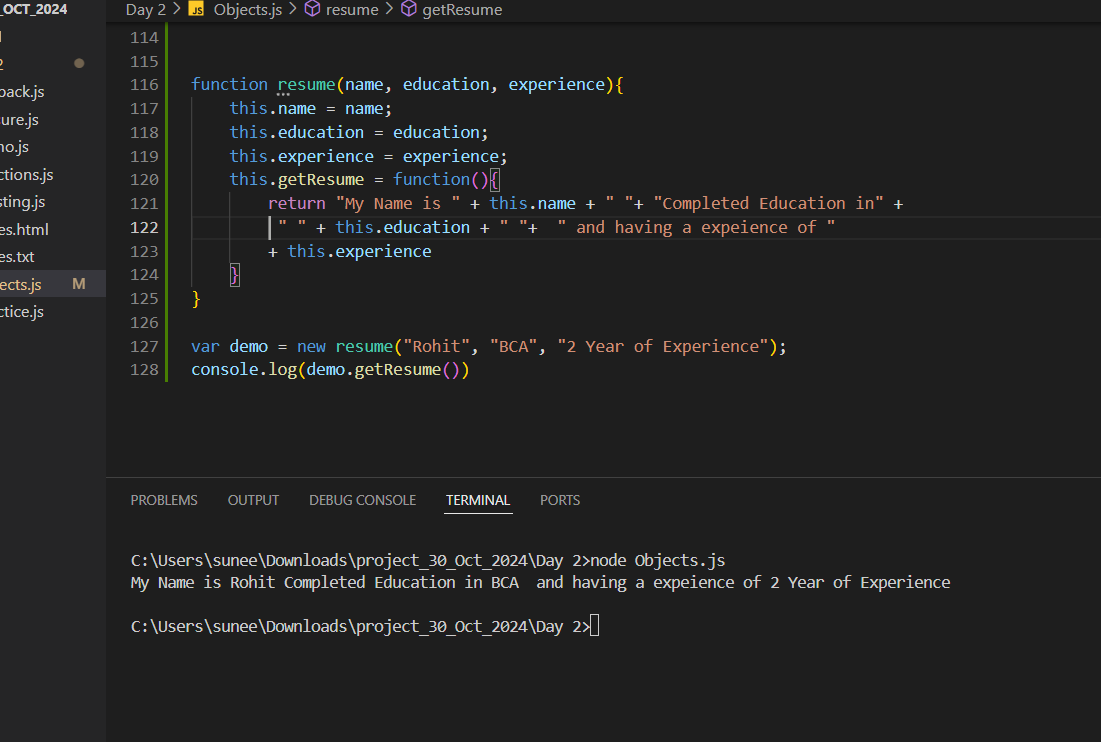 _OCT_2024
Day 2 > JS Objects.js > resume > getResume
114
115
116 function resume(name, education, experience){
117 this.name = name;
118 this.education = education;
119 this.experience = experience;
120 this.getResume = function(){
121 return "My Name is " + this.name + " "+ "Completed Education in" +
122 " " + this.education + " "+  " and having a expeience of "
123 + this.experience
124 }
125 }
126
127 var demo = new resume("Rohit", "BCA", "2 Year of Experience");
128 console.log(demo.getResume())
2
back.js
ure.js
no.js
ctions.js
sting.js
es.html
es.txt
ects.js M
ctice.js
PROBLEMS OUTPUT DEBUG CONSOLE TERMINAL PORTS
C:\Users\sunee\Downloads\project_30_Oct_2024\Day 2>node Objects.js
My Name is Rohit Completed Education in BCA  and having a expeience of 2 Year of Experience
C:\Users\sunee\Downloads\project_30_Oct_2024\Day 2>